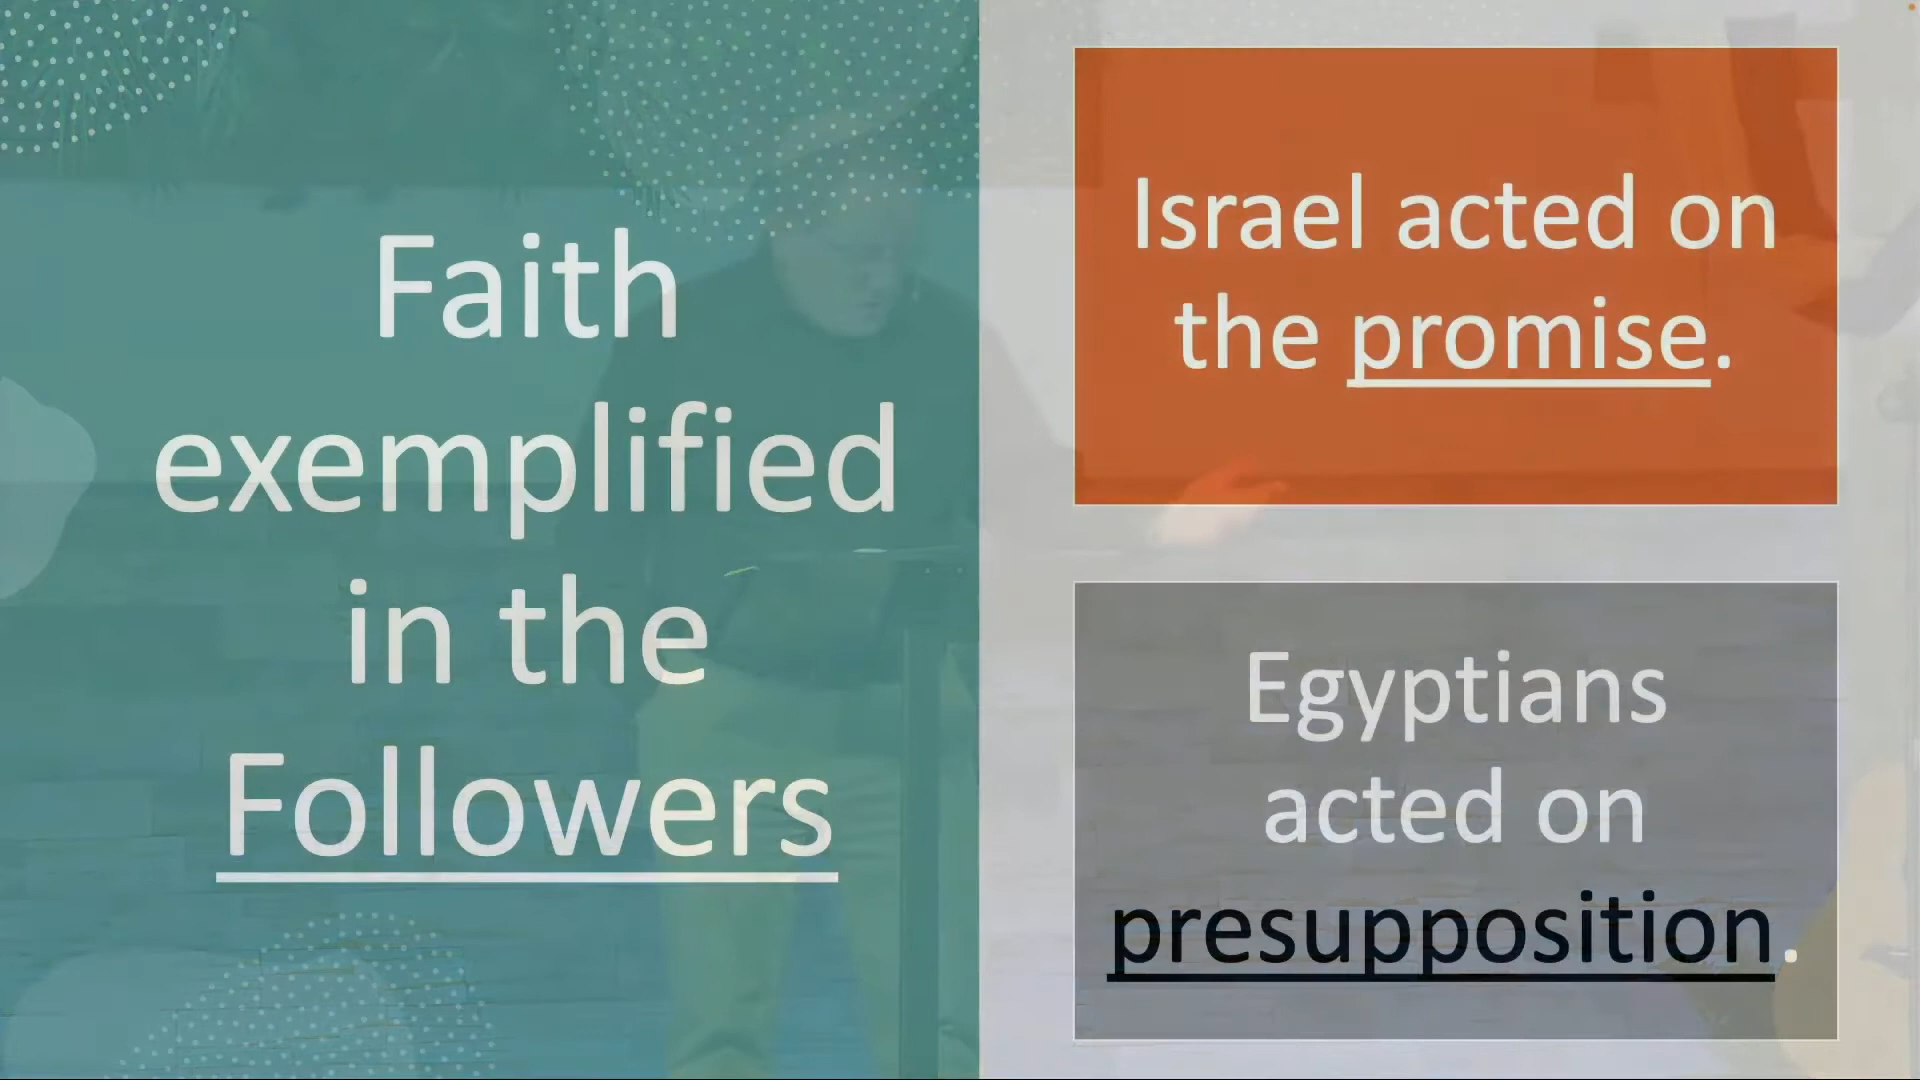 Faith
exemplified
in the
Followers
Israel acted on
the promise.
Egyptians
acted on
presupposition.